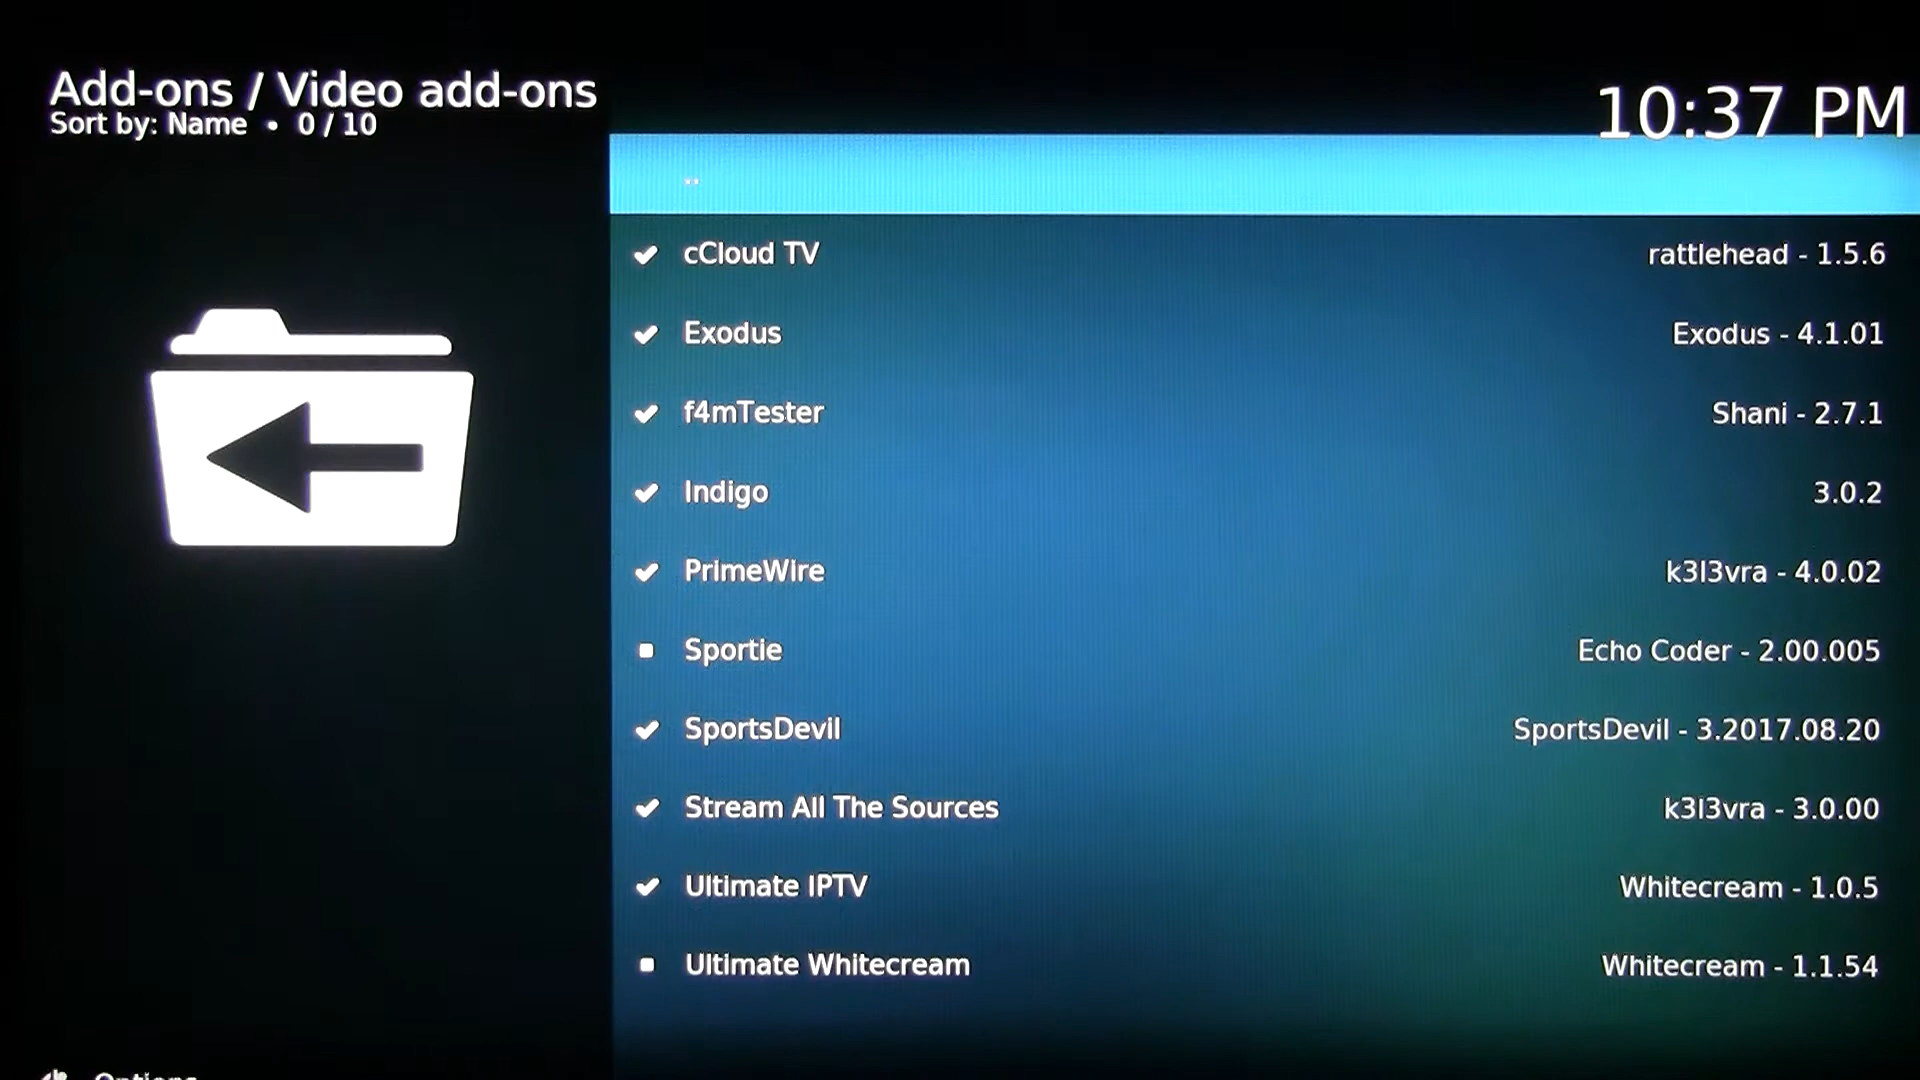 Add-ons / Video add-ons
Sort by: Name • 0 / 10
10:37 PM
..
cCloud TV rattlehead - 1.5.6
Exodus Exodus - 4.1.01
f4mTester Shani - 2.7.1
Indigo 3.0.2
PrimeWire k3l3vra - 4.0.02
Sportie Echo Coder - 2.00.005
SportsDevil SportsDevil - 3.2017.08.20
Stream All The Sources k3l3vra - 3.0.00
Ultimate IPTV Whitecream - 1.0.5
Ultimate Whitecream Whitecream - 1.1.54
Options